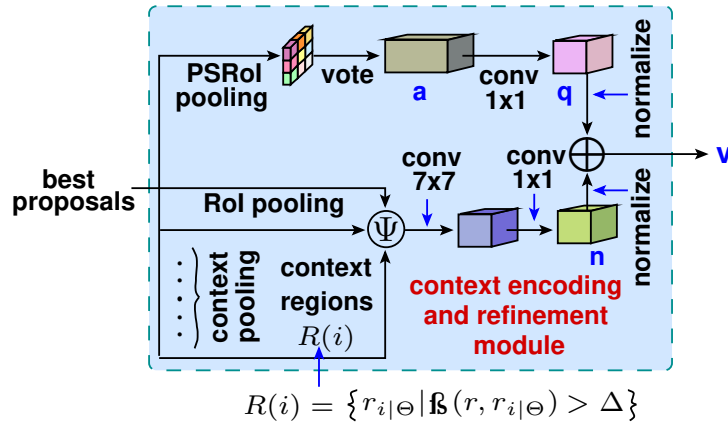 PSRoI
pooling
vote
a
conv
1x1
q
normalize
best
proposals
RoI pooling
conv
7x7
conv
1x1
Ψ
v
n
normalize
context
pooling
context
regions
R(i)
context encoding
and refinement
module
R(i) = {r_{i|Θ}|ß(r, r_{i|Θ}) > Δ}